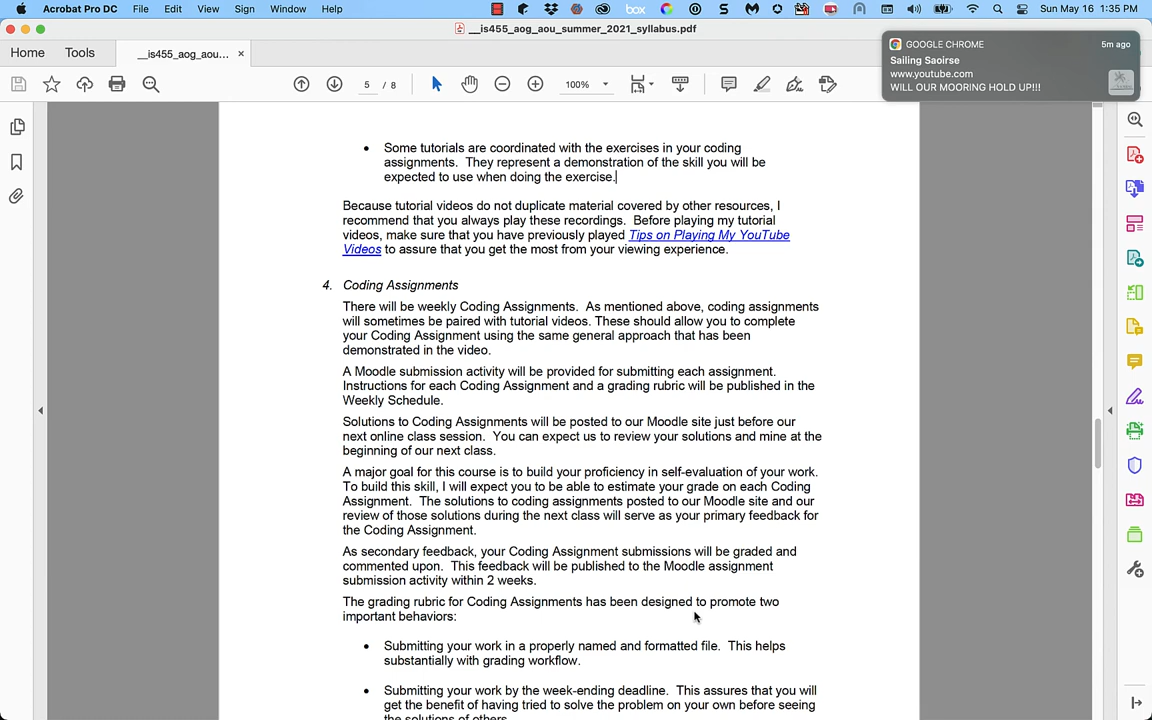 Acrobat Pro DC File Edit View Sign Window Help
box
Sun May 16 1:35 PM
__is455_aog_aou_summer_2021_syllabus.pdf
Home Tools __is455_aog_aou... ×
GOOGLE CHROME 5m ago
Sailing Saoirse
www.youtube.com
WILL OUR MOORING HOLD UP!!!
5 / 8 100%
• Some tutorials are coordinated with the exercises in your coding
assignments. They represent a demonstration of the skill you will be
expected to use when doing the exercise.
Because tutorial videos do not duplicate material covered by other resources, I
recommend that you always play these recordings. Before playing my tutorial
videos, make sure that you have previously played Tips on Playing My YouTube
Videos to assure that you get the most from your viewing experience.
4. Coding Assignments
There will be weekly Coding Assignments. As mentioned above, coding assignments
will sometimes be paired with tutorial videos. These should allow you to complete
your Coding Assignment using the same general approach that has been
demonstrated in the video.
A Moodle submission activity will be provided for submitting each assignment.
Instructions for each Coding Assignment and a grading rubric will be published in the
Weekly Schedule.
Solutions to Coding Assignments will be posted to our Moodle site just before our
next online class session. You can expect us to review your solutions and mine at the
beginning of our next class.
A major goal for this course is to build your proficiency in self-evaluation of your work.
To build this skill, I will expect you to be able to estimate your grade on each Coding
Assignment. The solutions to coding assignments posted to our Moodle site and our
review of those solutions during the next class will serve as your primary feedback for
the Coding Assignment.
As secondary feedback, your Coding Assignment submissions will be graded and
commented upon. This feedback will be published to the Moodle assignment
submission activity within 2 weeks.
The grading rubric for Coding Assignments has been designed to promote two
important behaviors:
• Submitting your work in a properly named and formatted file. This helps
substantially with grading workflow.
• Submitting your work by the week-ending deadline. This assures that you will
get the benefit of having tried to solve the problem on your own before seeing
the solutions of others.